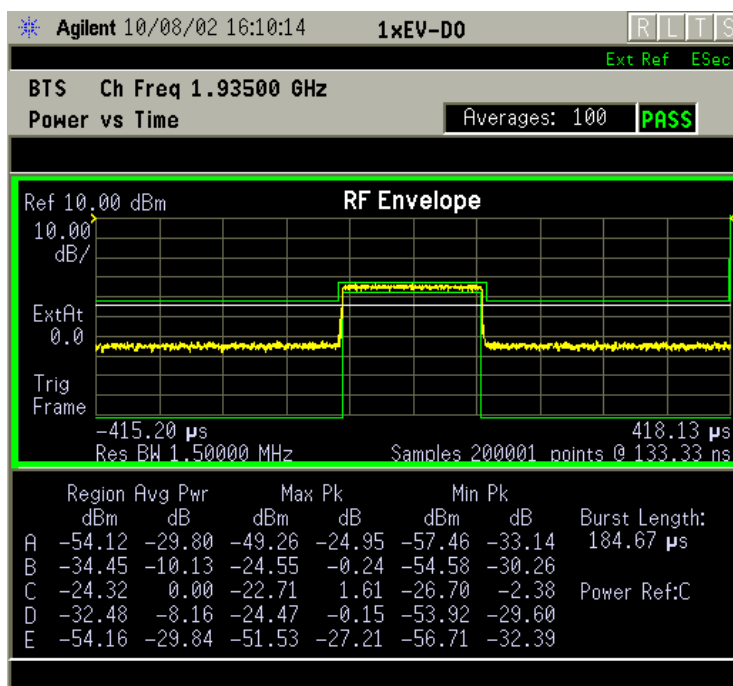 Agilent 10/08/02 16:10:14 1xEV-DO R L T S
Ext Ref ESec
BTS Ch Freq 1.93500 GHz
Power vs Time Averages: 100 PASS
Ref 10.00 dBm RF Envelope
10.00
dB/
ExtAt
0.0
Trig
Frame
-415.20 μs 418.13 μs
Res BW 1.50000 MHz Samples 200001 points @ 133.33 ns
Region Avg Pwr Max Pk Min Pk
dBm dB dBm dB dBm dB Burst Length:
A -54.12 -29.80 -49.26 -24.95 -57.46 -33.14 184.67 μs
B -34.45 -10.13 -24.55 -0.24 -54.58 -30.26
C -24.32 0.00 -22.71 1.61 -26.70 -2.38 Power Ref:C
D -32.48 -8.16 -24.47 -0.15 -53.92 -29.60
E -54.16 -29.84 -51.53 -27.21 -56.71 -32.39